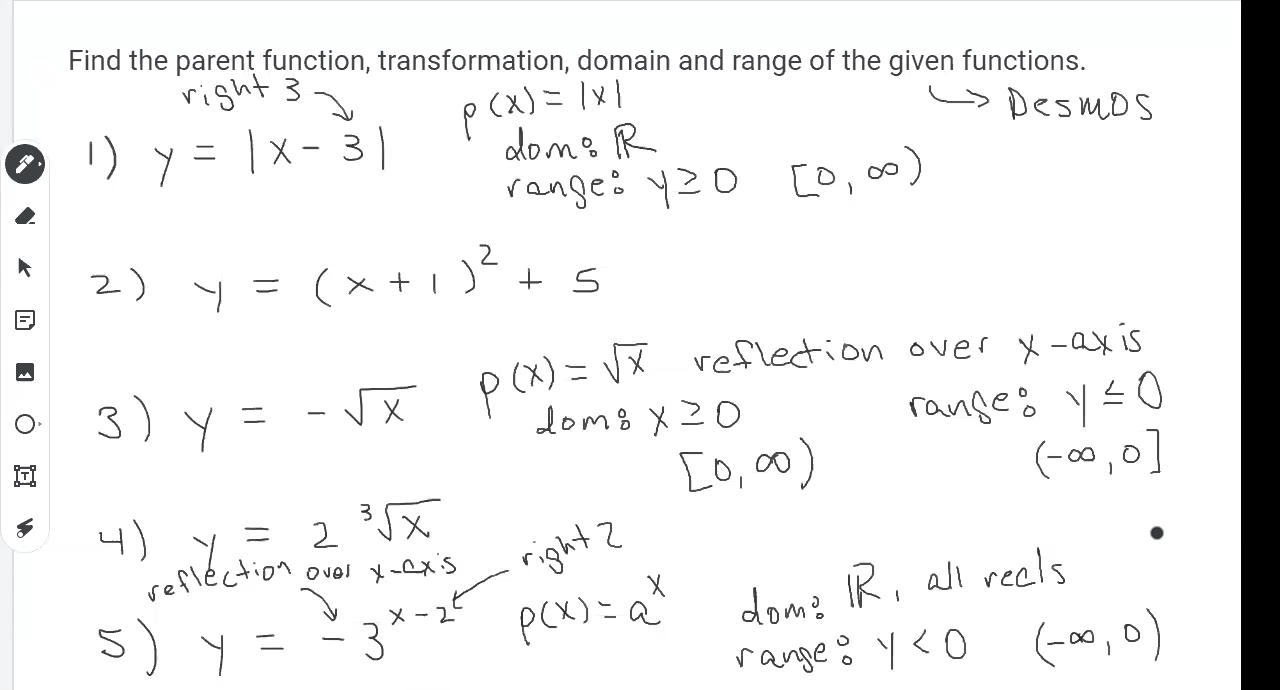 Find the parent function, transformation, domain and range of the given functions.
right 3
↳ Desmos
p(x) = |x|
1) y = |x - 3|
dom: ℝ
range: y ≥ 0 [0, ∞)
2) y = (x + 1)² + 5
p(x) = √x reflection over x-axis
3) y = -√x
dom: x ≥ 0
range: y ≤ 0
[0, ∞)
(-∞, 0]
4) y = 2 ³√x
right 2
reflection over x-axis
5) y = -3^(x-2)
p(x) = a^x
dom: ℝ, all reals
range: y < 0 (-∞, 0)